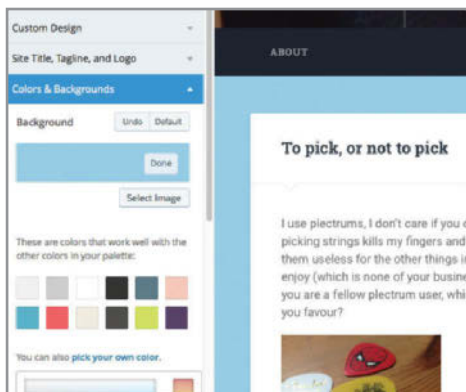 Custom Design
Site Title, Tagline, and Logo
Colors & Backgrounds
Background
Undo
Default
Done
Select Image
These are colors that work well with the
other colors in your palette:
You can also pick your own color.
ABOUT
To pick, or not to pick
I use plectrums, I don't care if you
picking strings kills my fingers and
them useless for the other things
enjoy (which is none of your
you are a fellow plectrum user,
you favour?